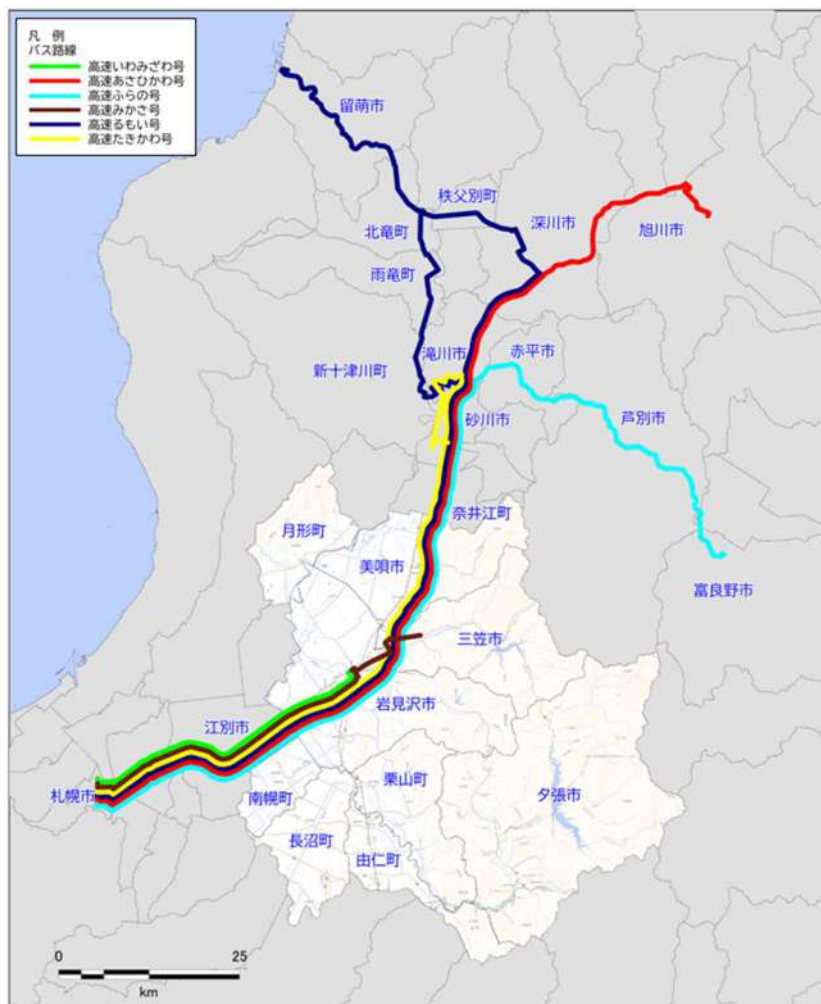 凡　例
バス路線
高速いわみざわ号
高速あさひかわ号
高速ふらの号
高速みかさ号
高速るもい号
高速たきかわ号
留萌市
秩父別町
深川市
旭川市
北竜町
雨竜町
滝川市
赤平市
新十津川町
砂川市
芦別市
奈井江町
月形町
美唄市
富良野市
三笠市
岩見沢市
江別市
栗山町
夕張市
札幌市
南幌町
長沼町
由仁町
0 25
km